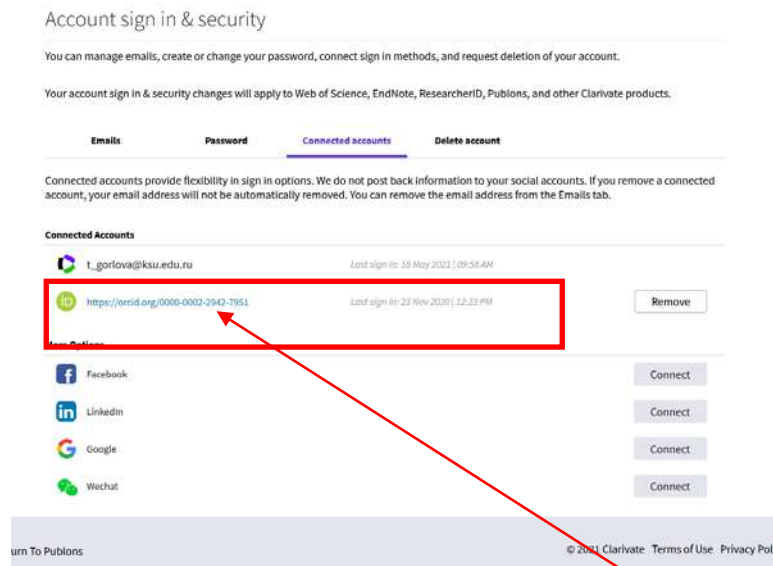 Account sign in & security
You can manage emails, create or change your password, connect sign in methods, and request deletion of your account.
Your account sign in & security changes will apply to Web of Science, EndNote, ResearcherID, Publons, and other Clarivate products.
Emails Password Connected accounts Delete account
Connected accounts provide flexibility in sign in options. We do not post back information to your social accounts. If you remove a connected
account, your email address will not be automatically removed. You can remove the email address from the Emails tab.
Connected Accounts
t_gorlova@ksu.edu.ru Last sign in: 18 May 2021 | 09:58 AM
iD https://orcid.org/0000-0002-2942-7951 Last sign in: 23 Nov 2020 | 12:23 PM Remove
More Options
Facebook Connect
in LinkedIn Connect
Google Connect
Wechat Connect
urn To Publons © 2021 Clarivate Terms of Use Privacy Pol